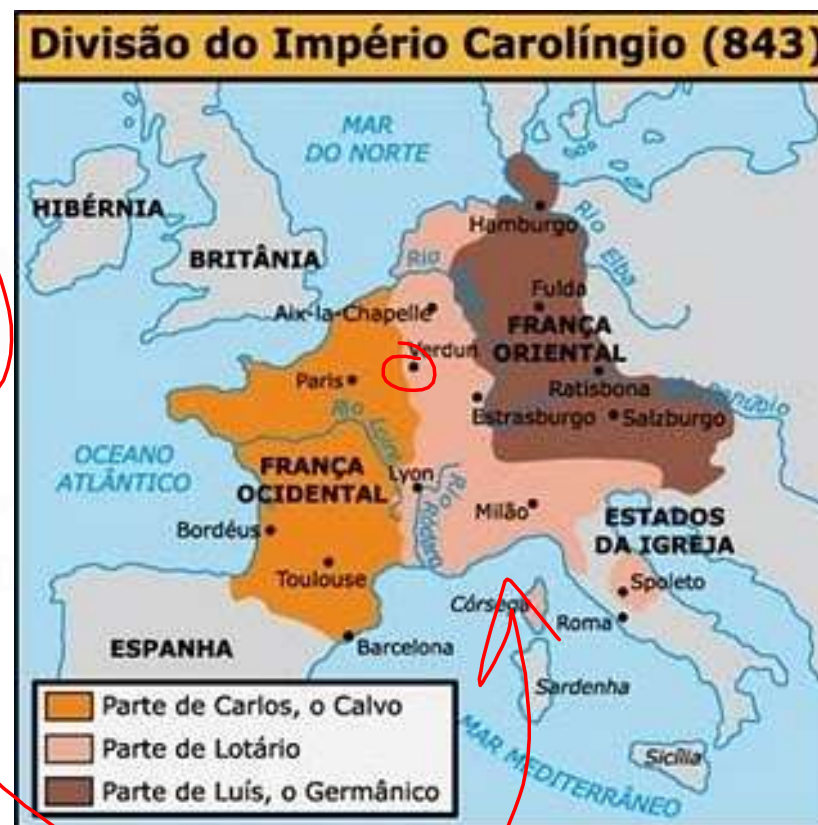 Divisão do Império Carolíngio (843)
MAR
DO NORTE
HIBÉRNIA
BRITÂNIA
Hamburgo
Rio Elba
Rio
Fulda
Aix-la-Chapelle
FRANÇA
ORIENTAL
Verdun
Paris
Ratisbona
Danúbio
Rio Loire
Estrasburgo
Salzburgo
OCEANO
ATLÂNTICO
FRANÇA
OCIDENTAL
Lyon
Rio Ródano
Milão
ESTADOS
DA IGREJA
Bordéus
Toulouse
Spoleto
Córsega
Roma
ESPANHA
Barcelona
Sardenha
Parte de Carlos, o Calvo
Parte de Lotário
Parte de Luís, o Germânico
MAR MEDITERRÂNEO
Sicília